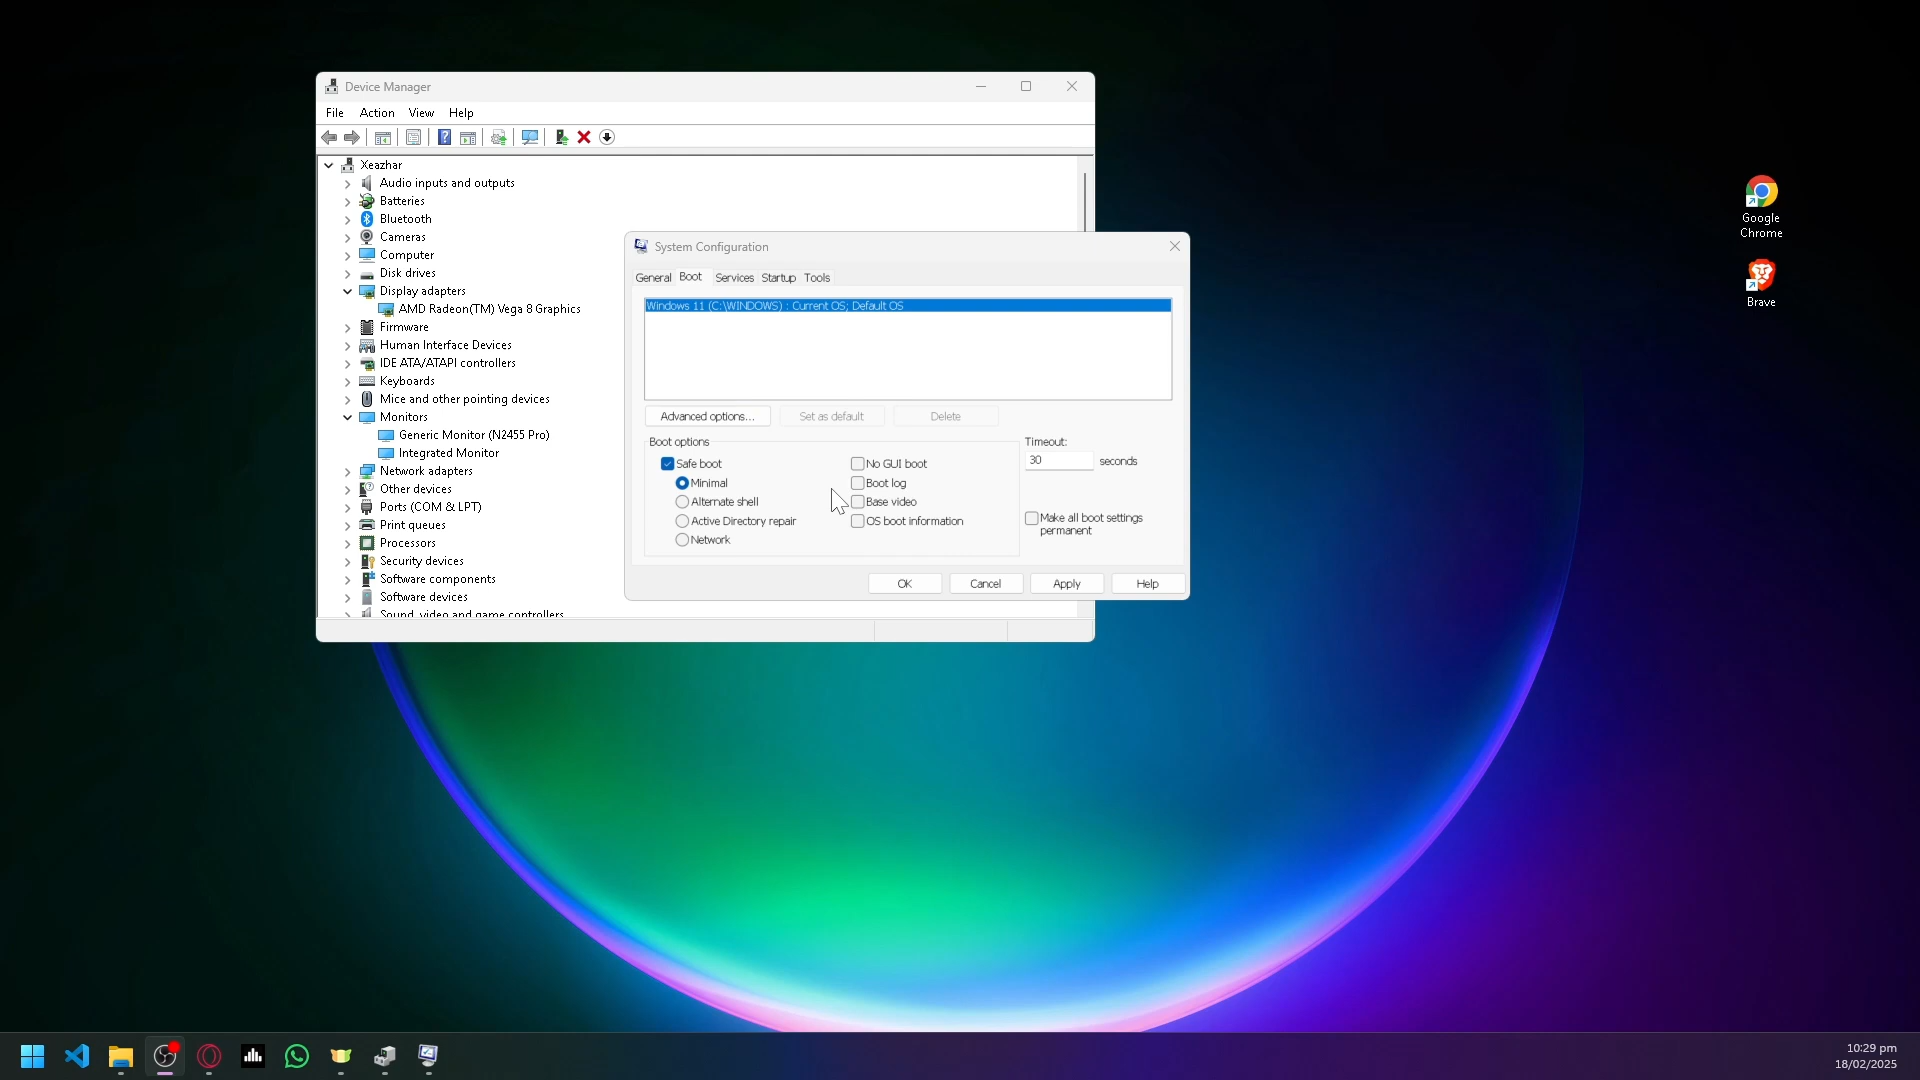 Device Manager
File Action View Help
Xeazhar
Audio inputs and outputs
Batteries
Bluetooth
Cameras
Computer
Disk drives
Display adapters
AMD Radeon(TM) Vega 8 Graphics
Firmware
Human Interface Devices
IDE ATA/ATAPI controllers
Keyboards
Mice and other pointing devices
Monitors
Generic Monitor (N2455 Pro)
Integrated Monitor
Network adapters
Other devices
Ports (COM & LPT)
Print queues
Processors
Security devices
Software components
Software devices
Sound, video and game controllers
System Configuration
General Boot Services Startup Tools
Windows 11 (C:\WINDOWS) : Current OS; Default OS
Advanced options... Set as default Delete
Boot options
Timeout:
Safe boot No GUI boot 30 seconds
Minimal Boot log
Alternate shell Base video
Active Directory repair OS boot information Make all boot settings
permanent
Network
OK Cancel Apply Help
Google
Chrome
Brave
10:29 pm
18/02/2025